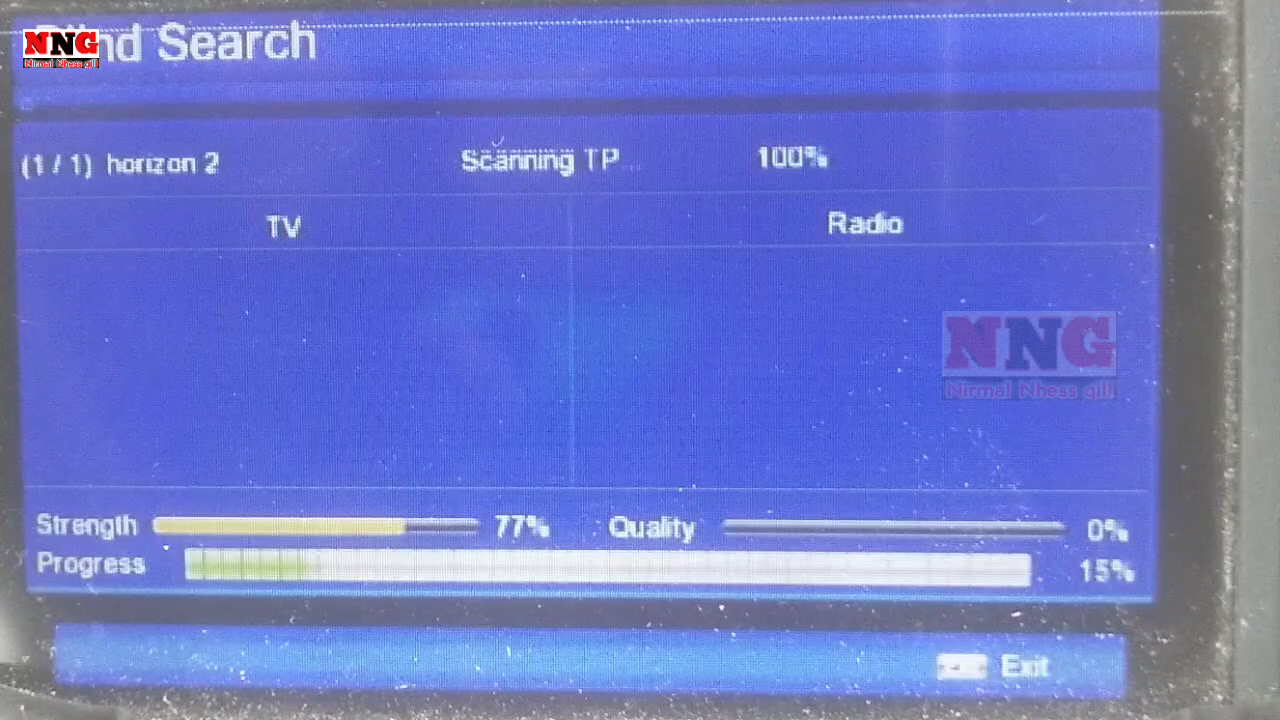 NNG
Nirmal Nhess gill
nd Search
(1 / 1) horizon 2 Scanning TP... 100%
TV Radio
NNG
Nirmal Nhess gill
Strength 77% Quality 0%
Progress 15%
Exit